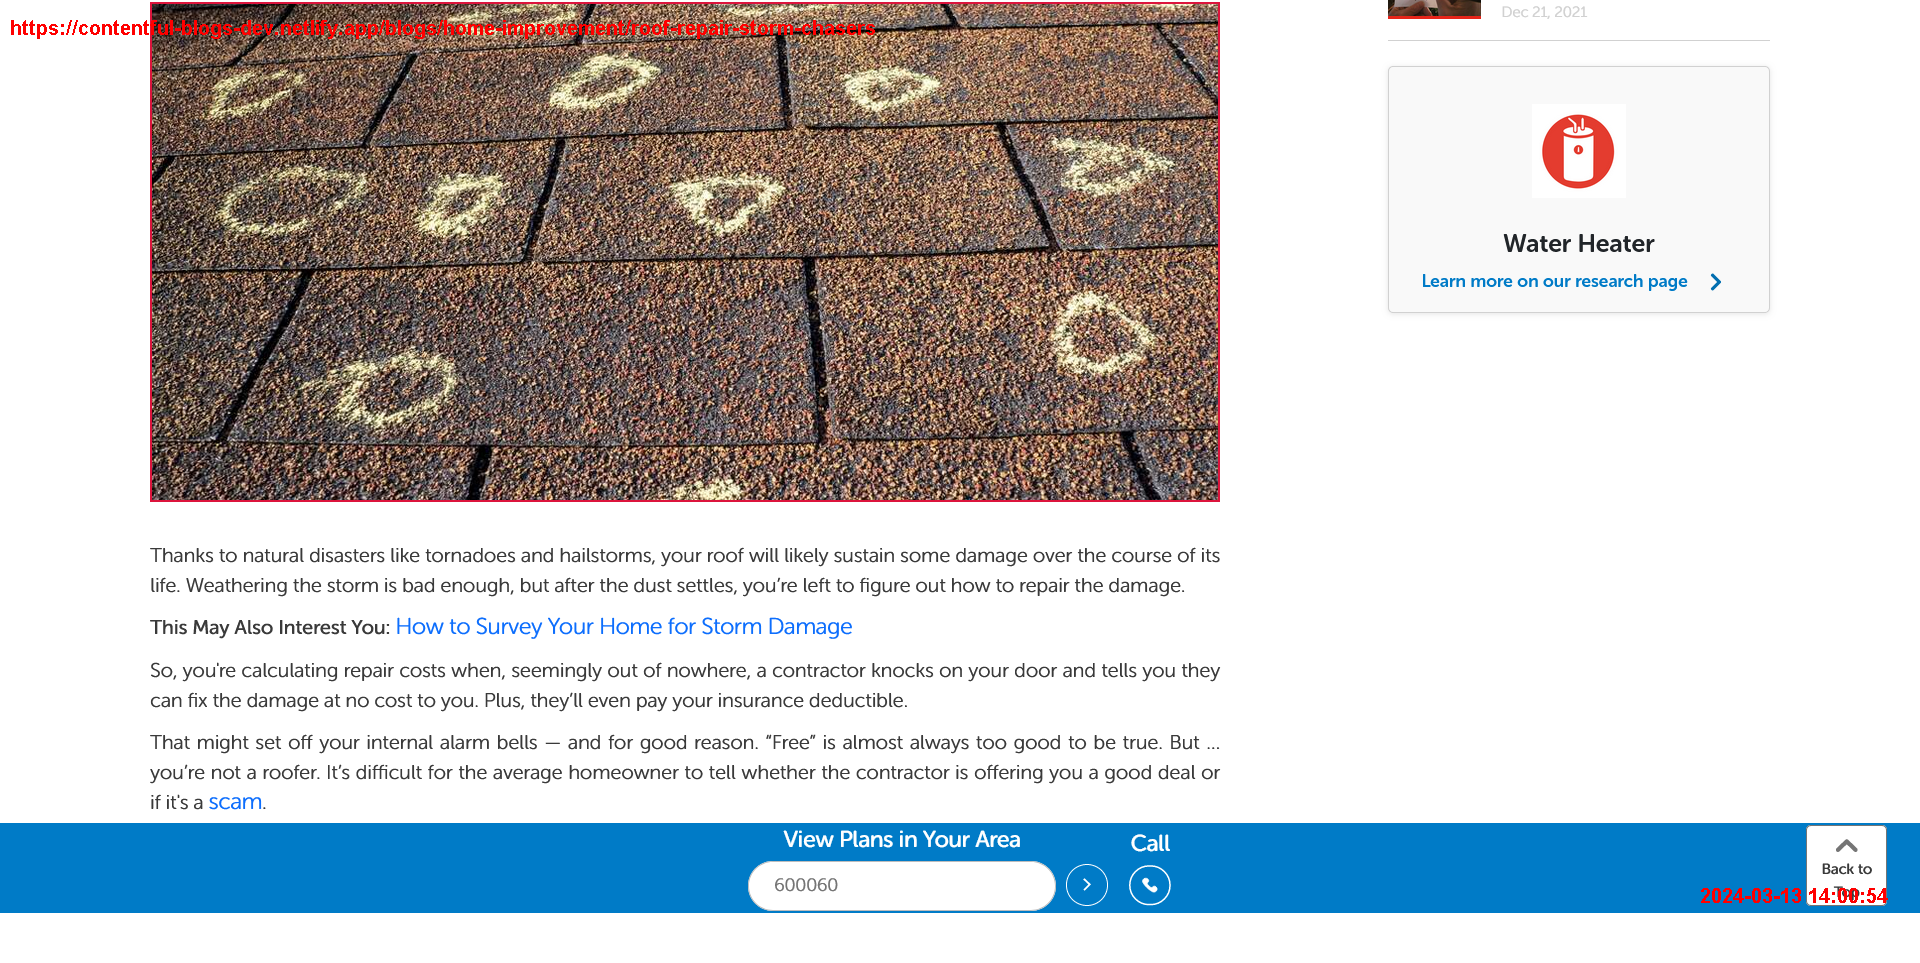 https://contentful-blogs-dev.netlify.app/blogs/home-improvement/roof-repair-storm-chasers
Dec 21, 2021
Water Heater
Learn more on our research page
Thanks to natural disasters like tornadoes and hailstorms, your roof will likely sustain some damage over the course of its
life. Weathering the storm is bad enough, but after the dust settles, you’re left to figure out how to repair the damage.
This May Also Interest You: How to Survey Your Home for Storm Damage
So, you're calculating repair costs when, seemingly out of nowhere, a contractor knocks on your door and tells you they
can fix the damage at no cost to you. Plus, they’ll even pay your insurance deductible.
That might set off your internal alarm bells — and for good reason. “Free” is almost always too good to be true. But ...
you’re not a roofer. It’s difficult for the average homeowner to tell whether the contractor is offering you a good deal or
if it's a scam.
View Plans in Your Area
Call
600060
Back to
2024-03-13 14:09:54